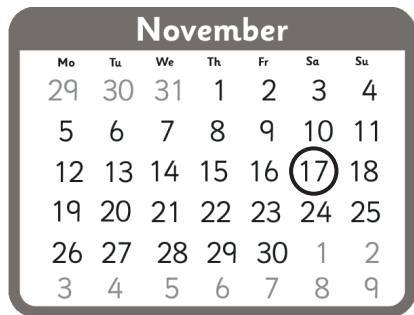 November
Mo Tu We Th Fr Sa Su
29 30 31 1 2 3 4
5 6 7 8 9 10 11
12 13 14 15 16 17 18
19 20 21 22 23 24 25
26 27 28 29 30 1 2
3 4 5 6 7 8 9